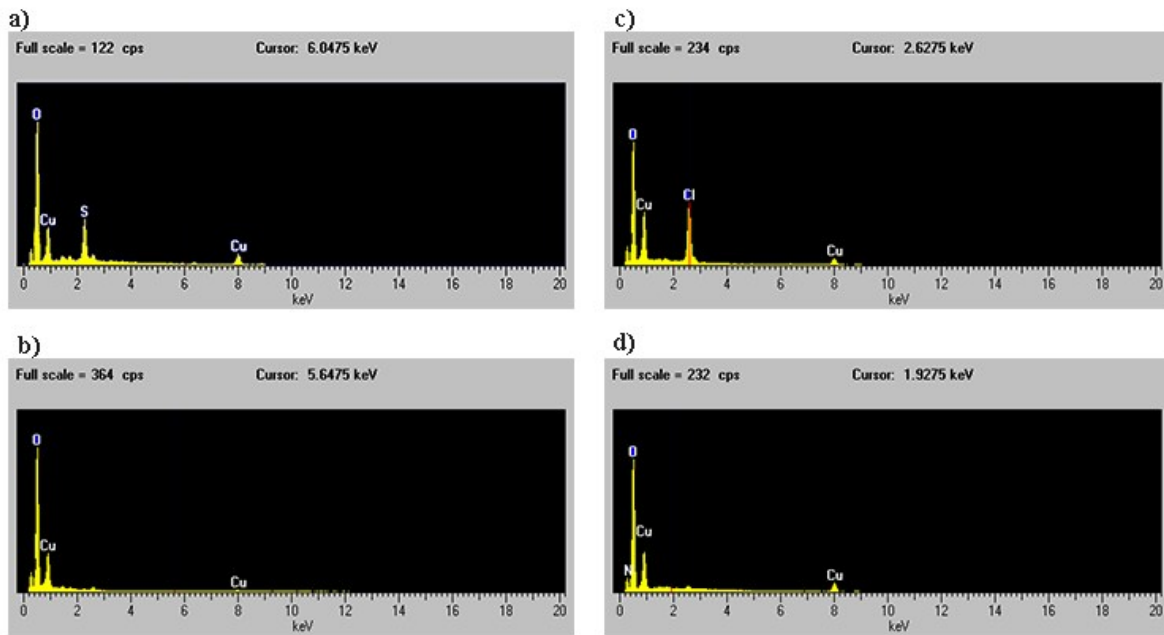 a)
Full scale = 122 cps Cursor: 6.0475 keV
O
Cu
S
Cu
0 2 4 6 8 10 12 14 16 18 20
keV
c)
Full scale = 234 cps Cursor: 2.6275 keV
O
Cu
Cl
Cu
0 2 4 6 8 10 12 14 16 18 20
keV
b)
Full scale = 364 cps Cursor: 5.6475 keV
O
Cu
Cu
0 2 4 6 8 10 12 14 16 18 20
keV
d)
Full scale = 232 cps Cursor: 1.9275 keV
O
Cu
N
Cu
0 2 4 6 8 10 12 14 16 18 20
keV